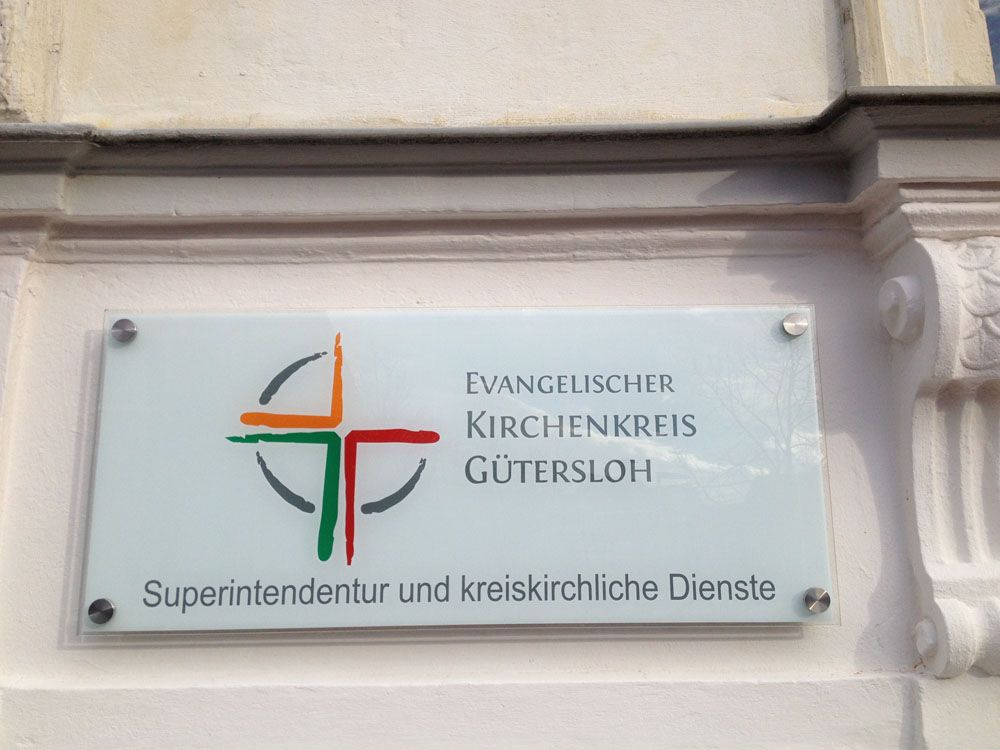 Evangelischer
Kirchenkreis
Gütersloh
Superintendentur und kreiskirchliche Dienste